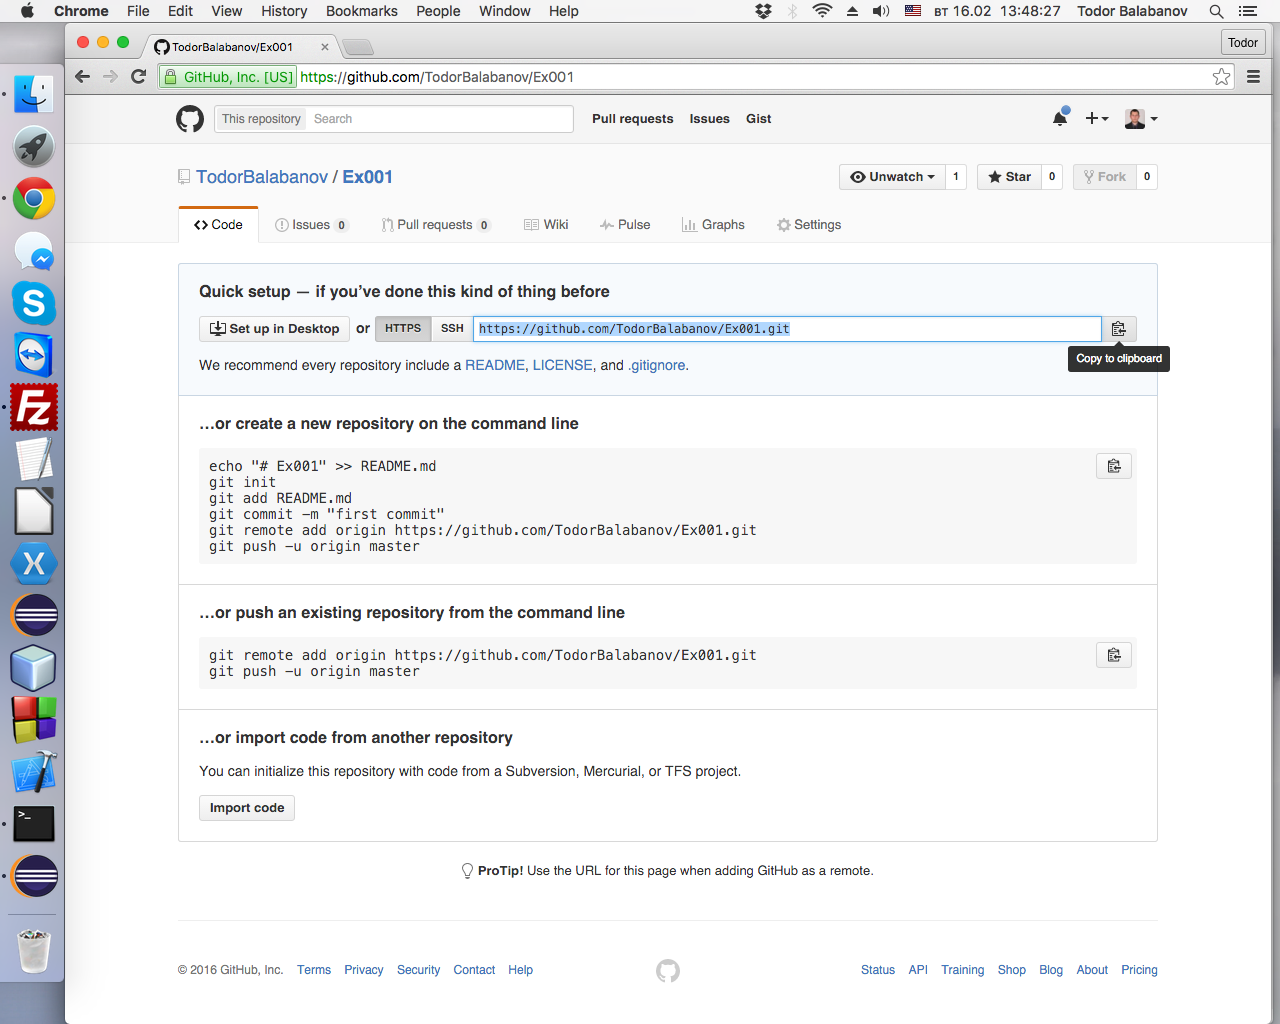 Chrome File Edit View History Bookmarks People Window Help вт 16.02 13:48:27 Todor Balabanov
TodorBalabanov/Ex001
Todor
GitHub, Inc. [US] https://github.com/TodorBalabanov/Ex001
This repository Search Pull requests Issues Gist
TodorBalabanov / Ex001 Unwatch 1 Star 0 Fork 0
Code Issues 0 Pull requests 0 Wiki Pulse Graphs Settings
Quick setup — if you’ve done this kind of thing before
Set up in Desktop or HTTPS SSH https://github.com/TodorBalabanov/Ex001.git
Copy to clipboard
We recommend every repository include a README, LICENSE, and .gitignore.
…or create a new repository on the command line
echo "# Ex001" >> README.md
git init
git add README.md
git commit -m "first commit"
git remote add origin https://github.com/TodorBalabanov/Ex001.git
git push -u origin master
…or push an existing repository from the command line
git remote add origin https://github.com/TodorBalabanov/Ex001.git
git push -u origin master
…or import code from another repository
You can initialize this repository with code from a Subversion, Mercurial, or TFS project.
Import code
ProTip! Use the URL for this page when adding GitHub as a remote.
© 2016 GitHub, Inc. Terms Privacy Security Contact Help Status API Training Shop Blog About Pricing